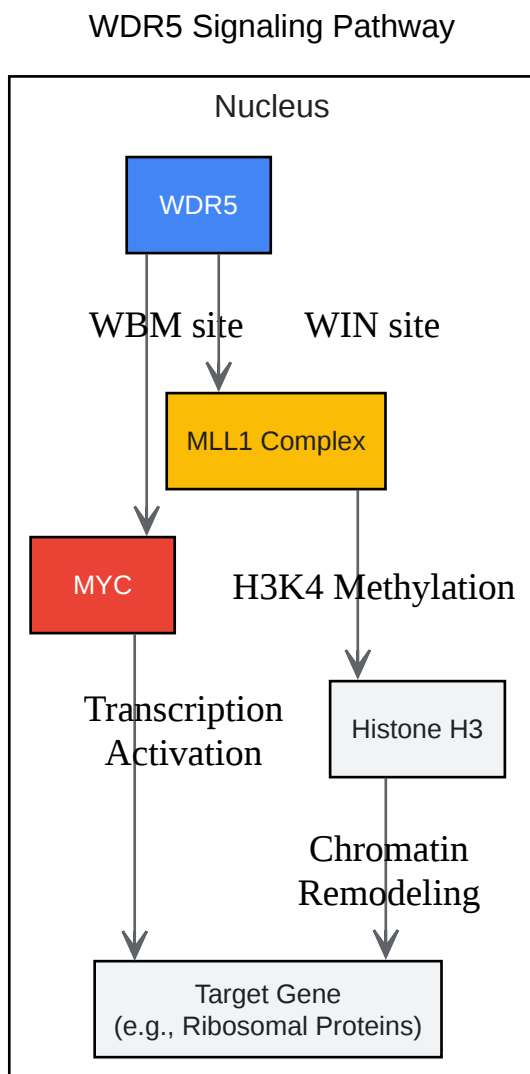 WDR5 Signaling Pathway
Nucleus
WDR5
WBM site
WIN site
MLL1 Complex
MYC
H3K4 Methylation
Transcription
Activation
Histone H3
Chromatin
Remodeling
Target Gene
(e.g., Ribosomal Proteins)